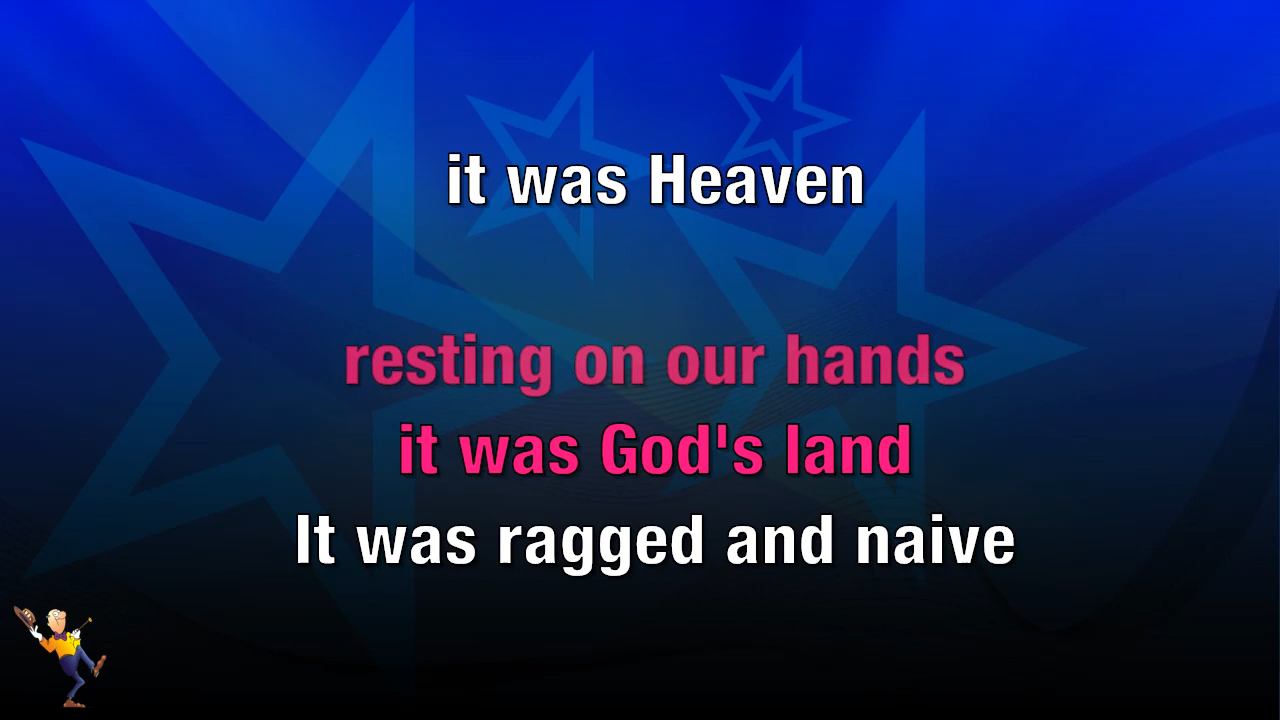 it was Heaven
resting on our hands
it was God's land
It was ragged and naive